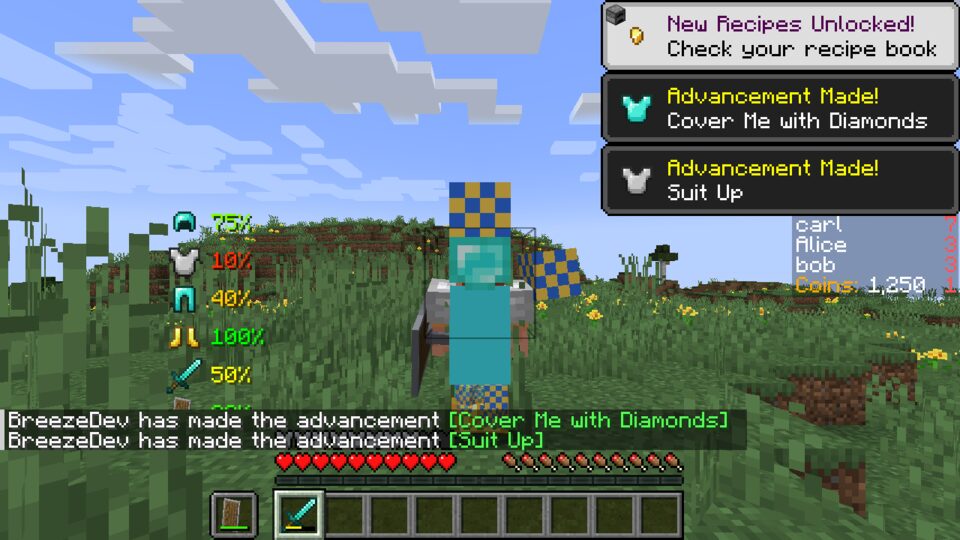 New Recipes Unlocked!
Check your recipe book
Advancement Made!
Cover Me with Diamonds
Advancement Made!
Suit Up
carl
Alice
bob
Coins: 1,250
75%
10%
40%
100%
50%
BreezeDev has made the advancement [Cover Me with Diamonds]
BreezeDev has made the advancement [Suit Up]